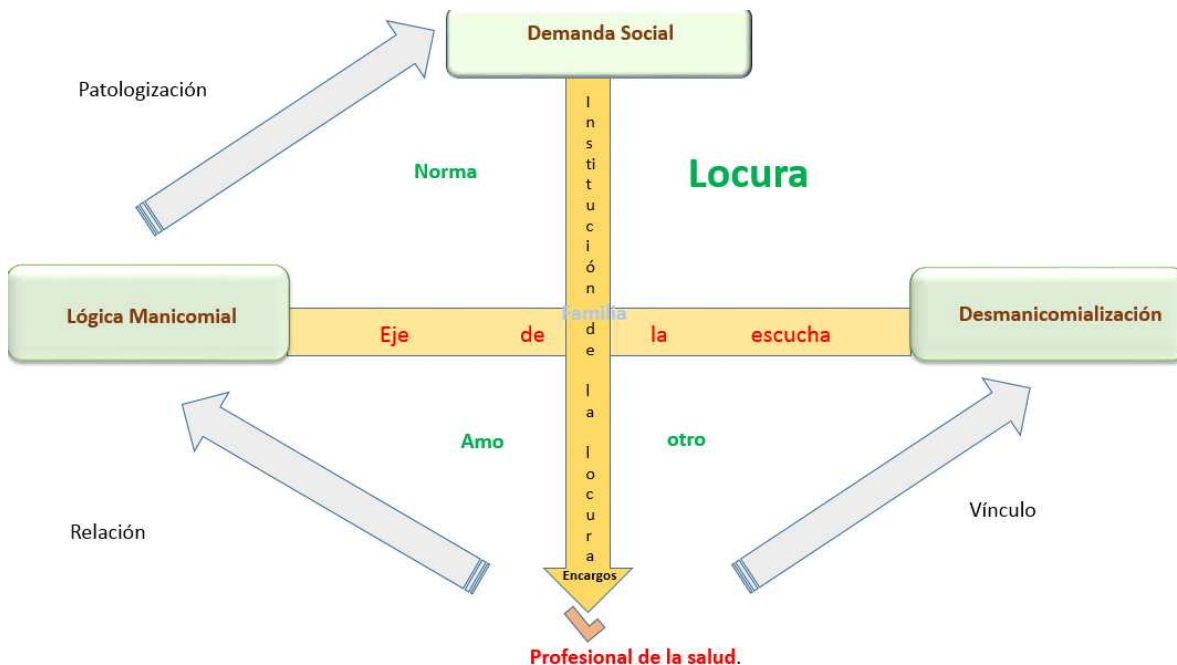 Demanda Social
Patologización
Institución de la locura
Norma
Locura
Lógica Manicomial
Familia
Eje de la escucha
Desmanicomialización
Amo
otro
Relación
Vínculo
Encargos
Profesional de la salud.